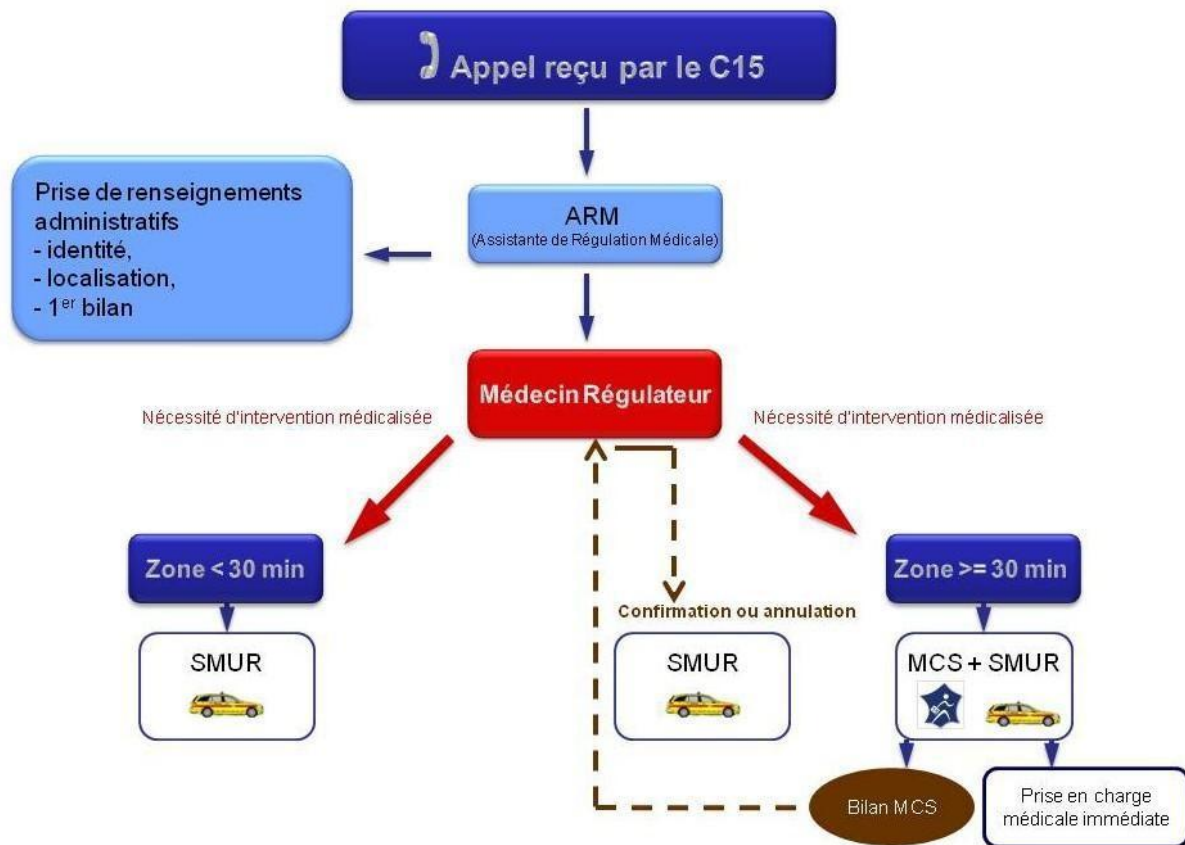 Appel reçu par le C15
Prise de renseignements
administratifs
- identité,
- localisation,
- 1er bilan
ARM
(Assistante de Régulation Médicale)
Médecin Régulateur
Nécessité d'intervention médicalisée
Nécessité d'intervention médicalisée
Zone < 30 min
Zone >= 30 min
Confirmation ou annulation
SMUR
SMUR
MCS + SMUR
Bilan MCS
Prise en charge
médicale immédiate